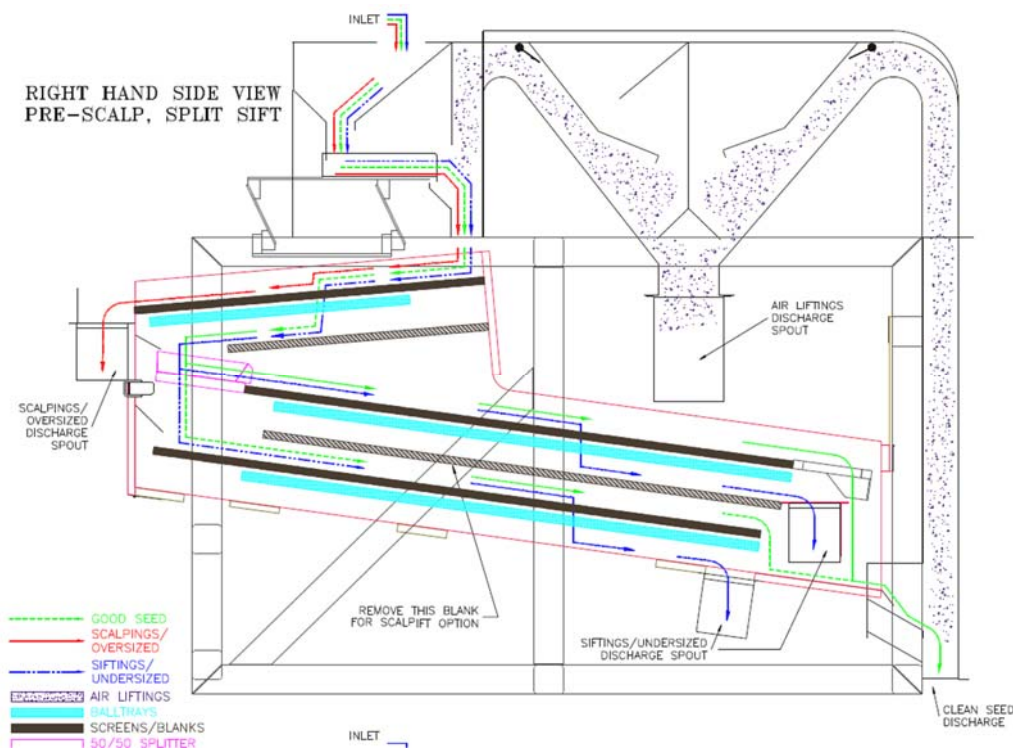 INLET
RIGHT HAND SIDE VIEW
PRE-SCALP, SPLIT SIFT
AIR LIFTINGS
DISCHARGE
SPOUT
SCALPINGS/
OVERSIZED
DISCHARGE
SPOUT
REMOVE THIS BLANK
FOR SCALPIFT OPTION
SIFTINGS/UNDERSIZED
DISCHARGE SPOUT
CLEAN SEED
DISCHARGE
GOOD SEED
SCALPINGS/
OVERSIZED
SIFTINGS/
UNDERSIZED
AIR LIFTINGS
BALLTRAYS
SCREENS/BLANKS
50/50 SPLITTER
INLET